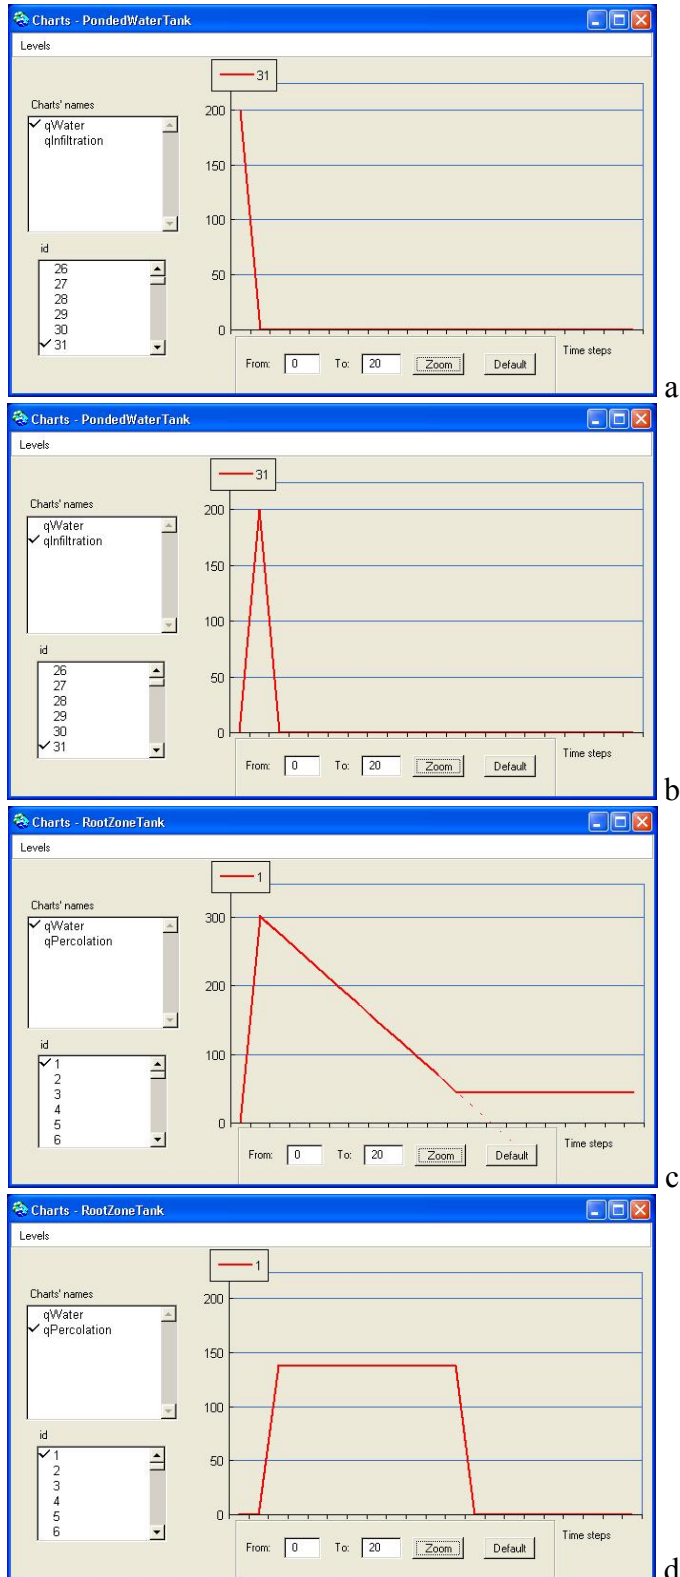 Charts - PondedWaterTank
Levels
31
Charts' names
qWater
qInfiltration
200
150
100
50
0
id
26
27
28
29
30
31
From: 0 To: 20 Zoom Default
Time steps
a
Charts - PondedWaterTank
Levels
31
Charts' names
qWater
qInfiltration
200
150
100
50
0
id
26
27
28
29
30
31
From: 0 To: 20 Zoom Default
Time steps
b
Charts - RootZoneTank
Levels
1
Charts' names
qWater
qPercolation
300
200
100
0
id
1
2
3
4
5
6
From: 0 To: 20 Zoom Default
Time steps
c
Charts - RootZoneTank
Levels
1
Charts' names
qWater
qPercolation
200
150
100
50
0
id
1
2
3
4
5
6
From: 0 To: 20 Zoom Default
Time steps
d